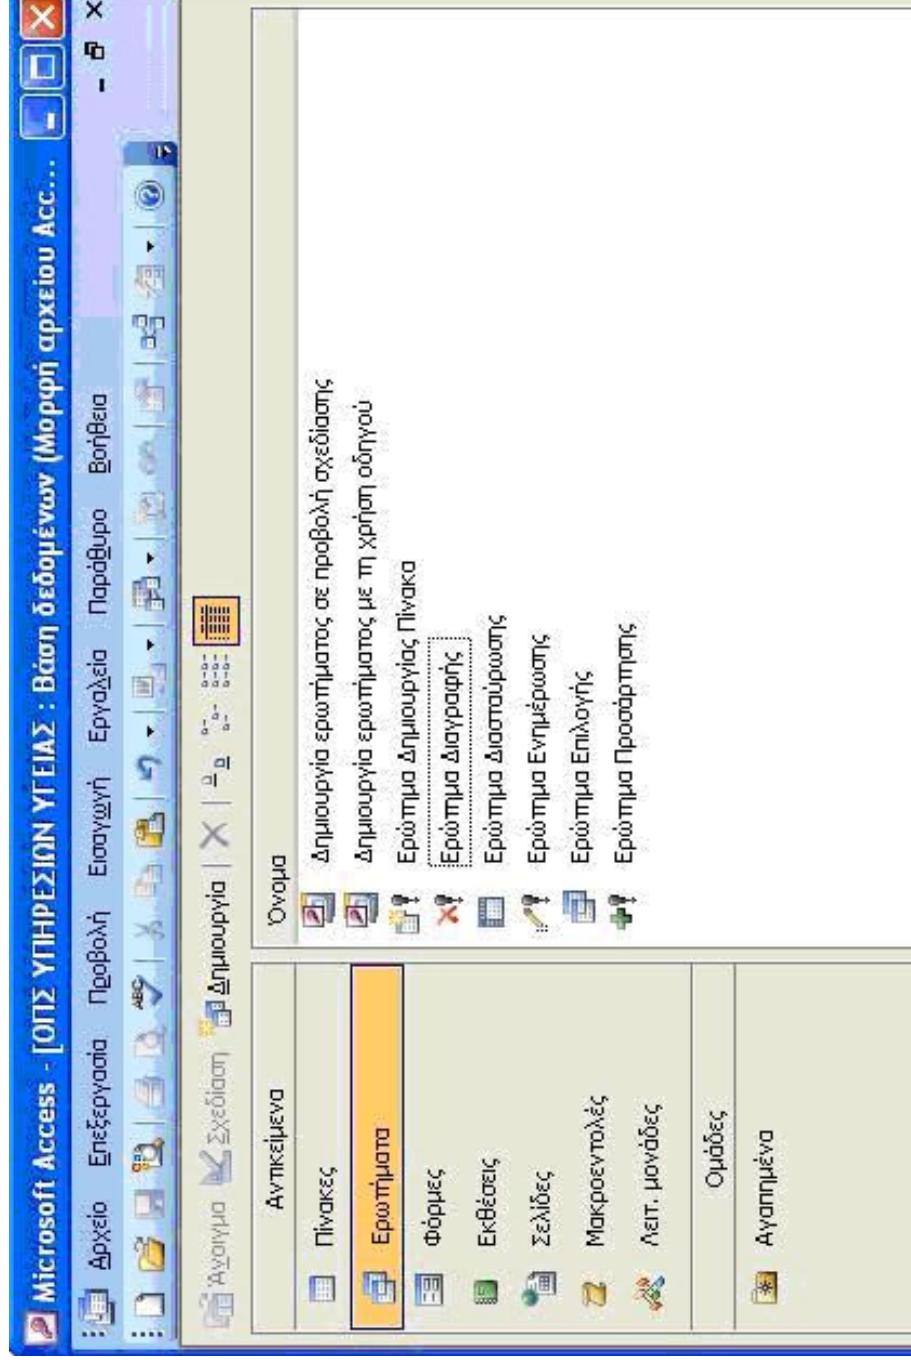 Microsoft Access - [ΟΠΣ ΥΠΗΡΕΣΙΩΝ ΥΓΕΙΑΣ : Βάση δεδομένων (Μορφή αρχείου Acc...
Αρχείο Επεξεργασία Προβολή Εισαγωγή Εργαλεία Παράθυρο Βοήθεια
ABC
Άνοιγμα Σχεδίαση Δημιουργία
Αντικείμενα
Πίνακες
Ερωτήματα
Φόρμες
Εκθέσεις
Σελίδες
Μακροεντολές
Λειτ. μονάδες
Ομάδες
Αγαπημένα
Όνομα
Δημιουργία ερωτήματος σε προβολή σχεδίασης
Δημιουργία ερωτήματος με τη χρήση οδηγού
Ερώτημα Δημιουργίας Πίνακα
Ερώτημα Διαγραφής
Ερώτημα Διασταύρωσης
Ερώτημα Ενημέρωσης
Ερώτημα Επιλογής
Ερώτημα Προσάρτησης